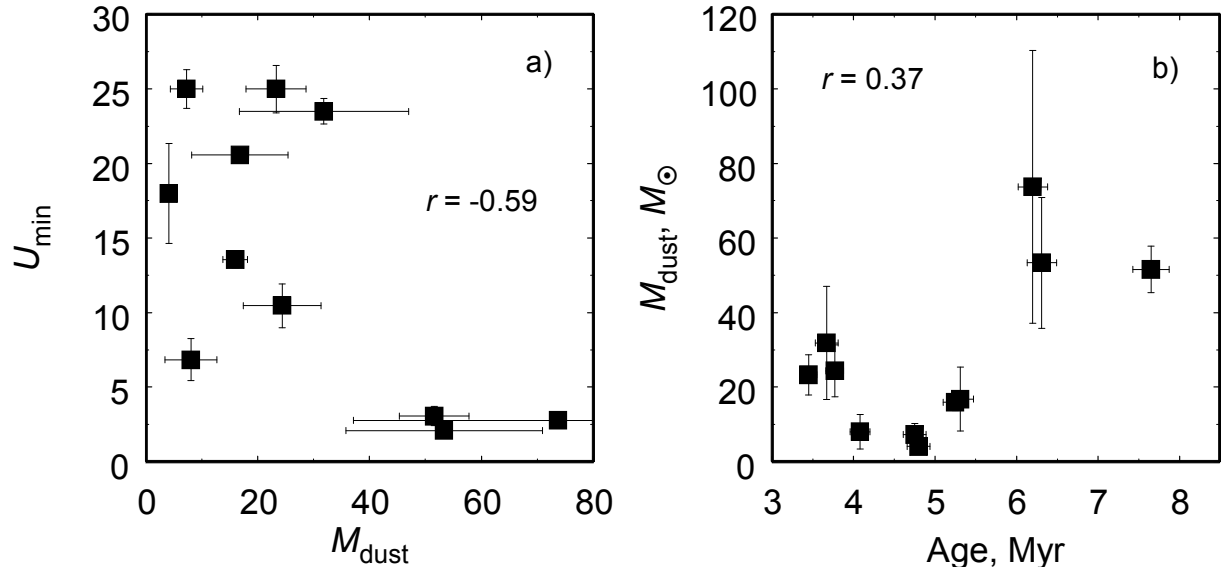 30
25
20
15
10
5
0
U_min
a)
r = -0.59
0 20 40 60 80
M_dust
120
100
80
60
40
20
0
M_dust, M_⊙
r = 0.37
b)
3 4 5 6 7 8
Age, Myr